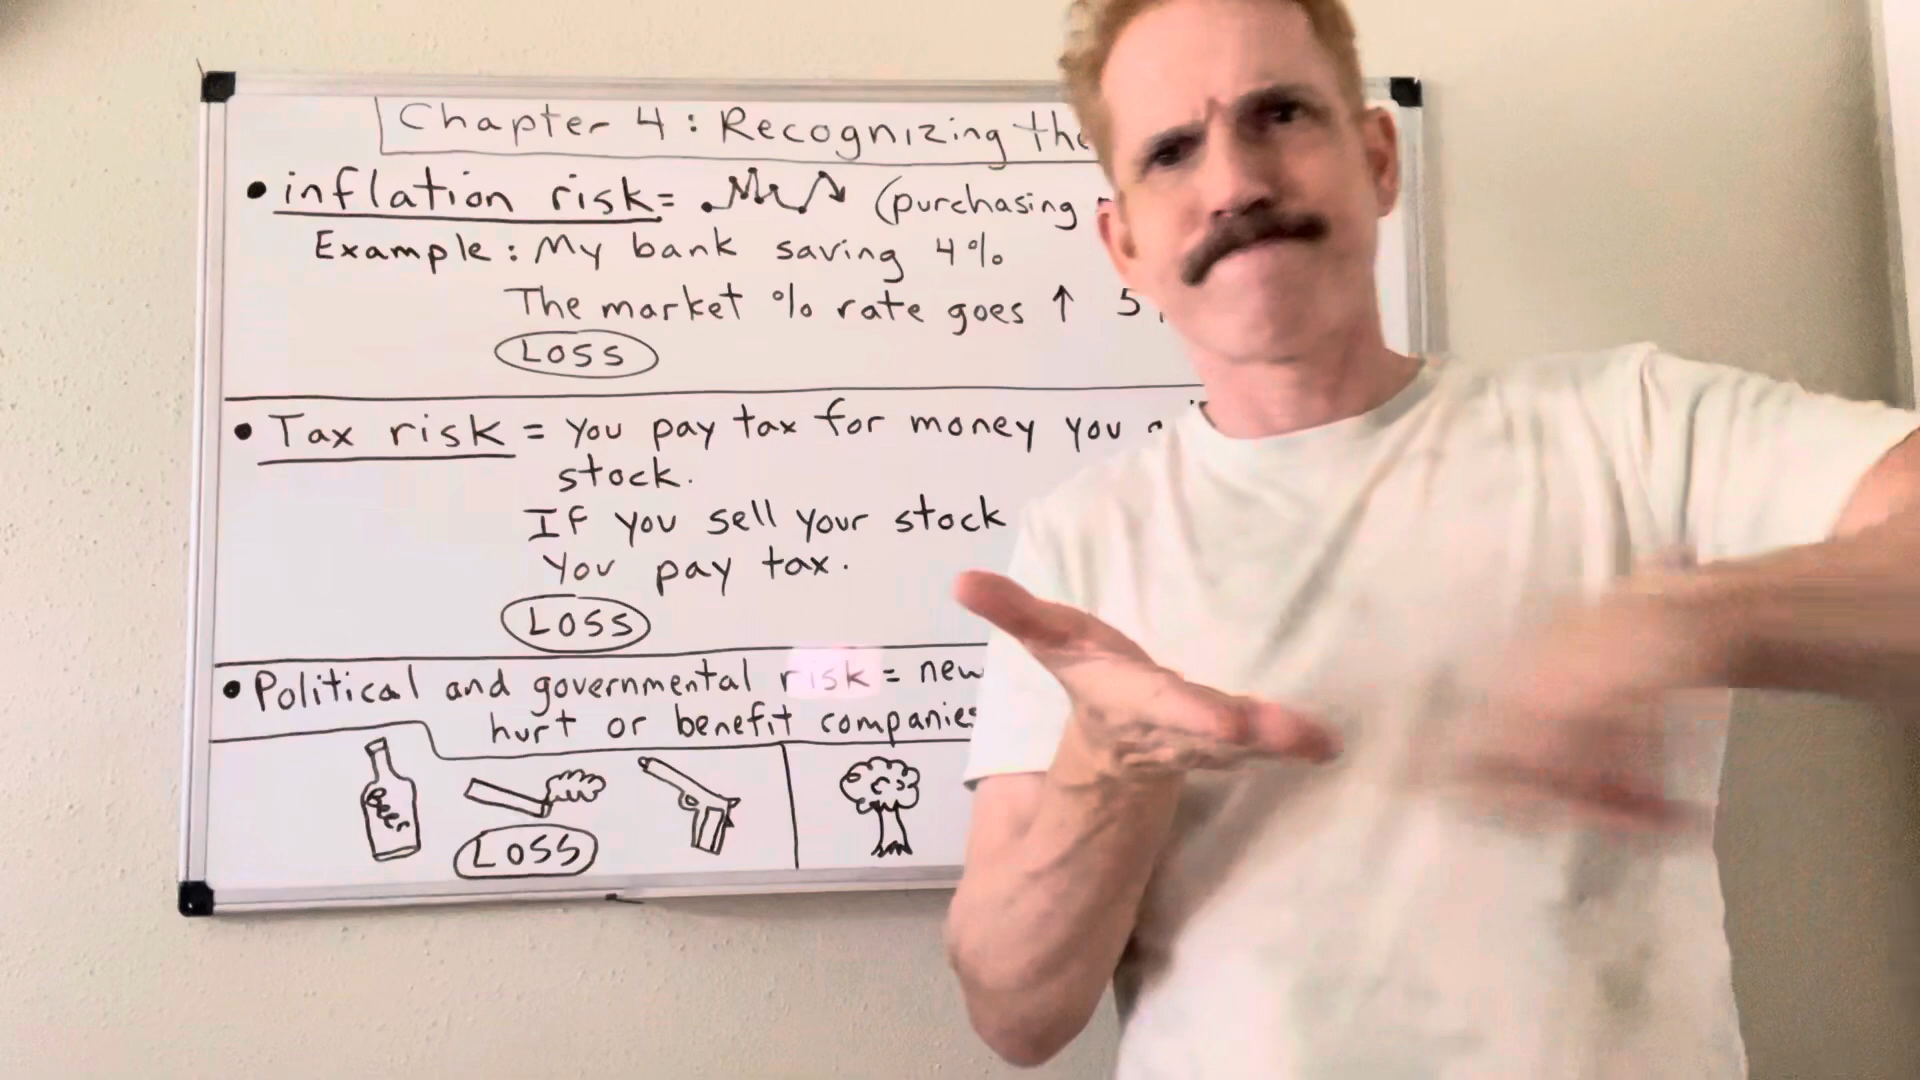 Chapter 4: Recognizing the
• inflation risk= (purchasing
Example: My bank saving 4%
The market % rate goes ↑ 5
LOSS
• Tax risk = you pay tax for money you
stock.
If you sell your stock
you pay tax.
LOSS
• Political and governmental risk = new
hurt or benefit companies
Beer
LOSS